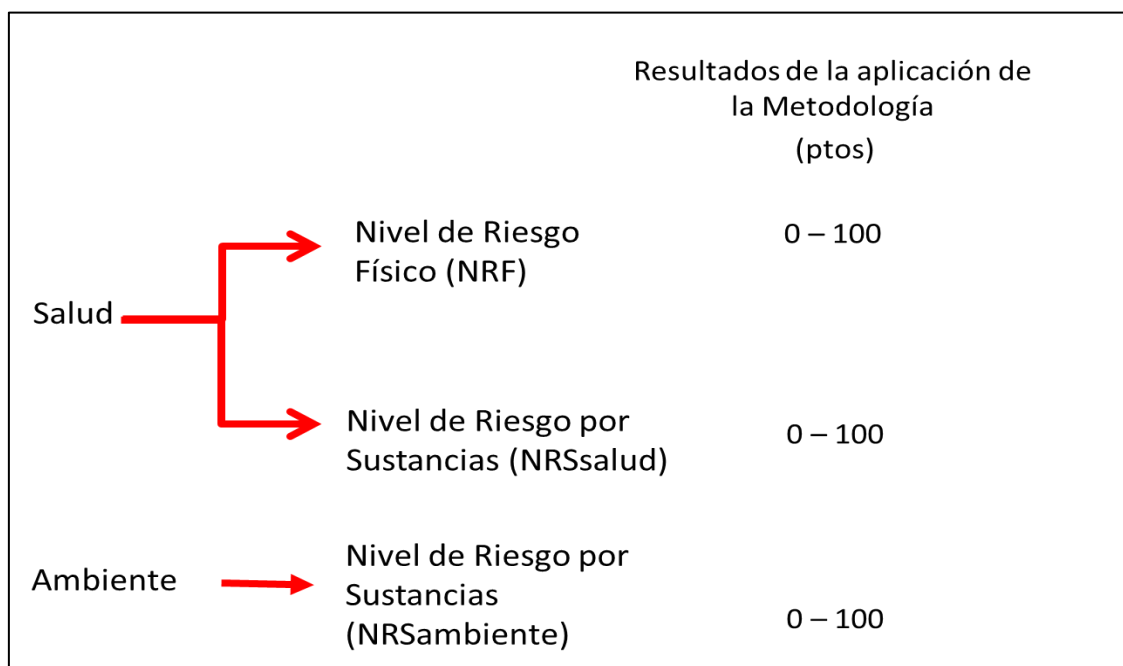 Resultados de la aplicación de
la Metodología
(ptos)
Nivel de Riesgo
Físico (NRF)
0 – 100
Salud
Nivel de Riesgo por
Sustancias (NRSsalud)
0 – 100
Ambiente
Nivel de Riesgo por
Sustancias
(NRSambiente)
0 – 100